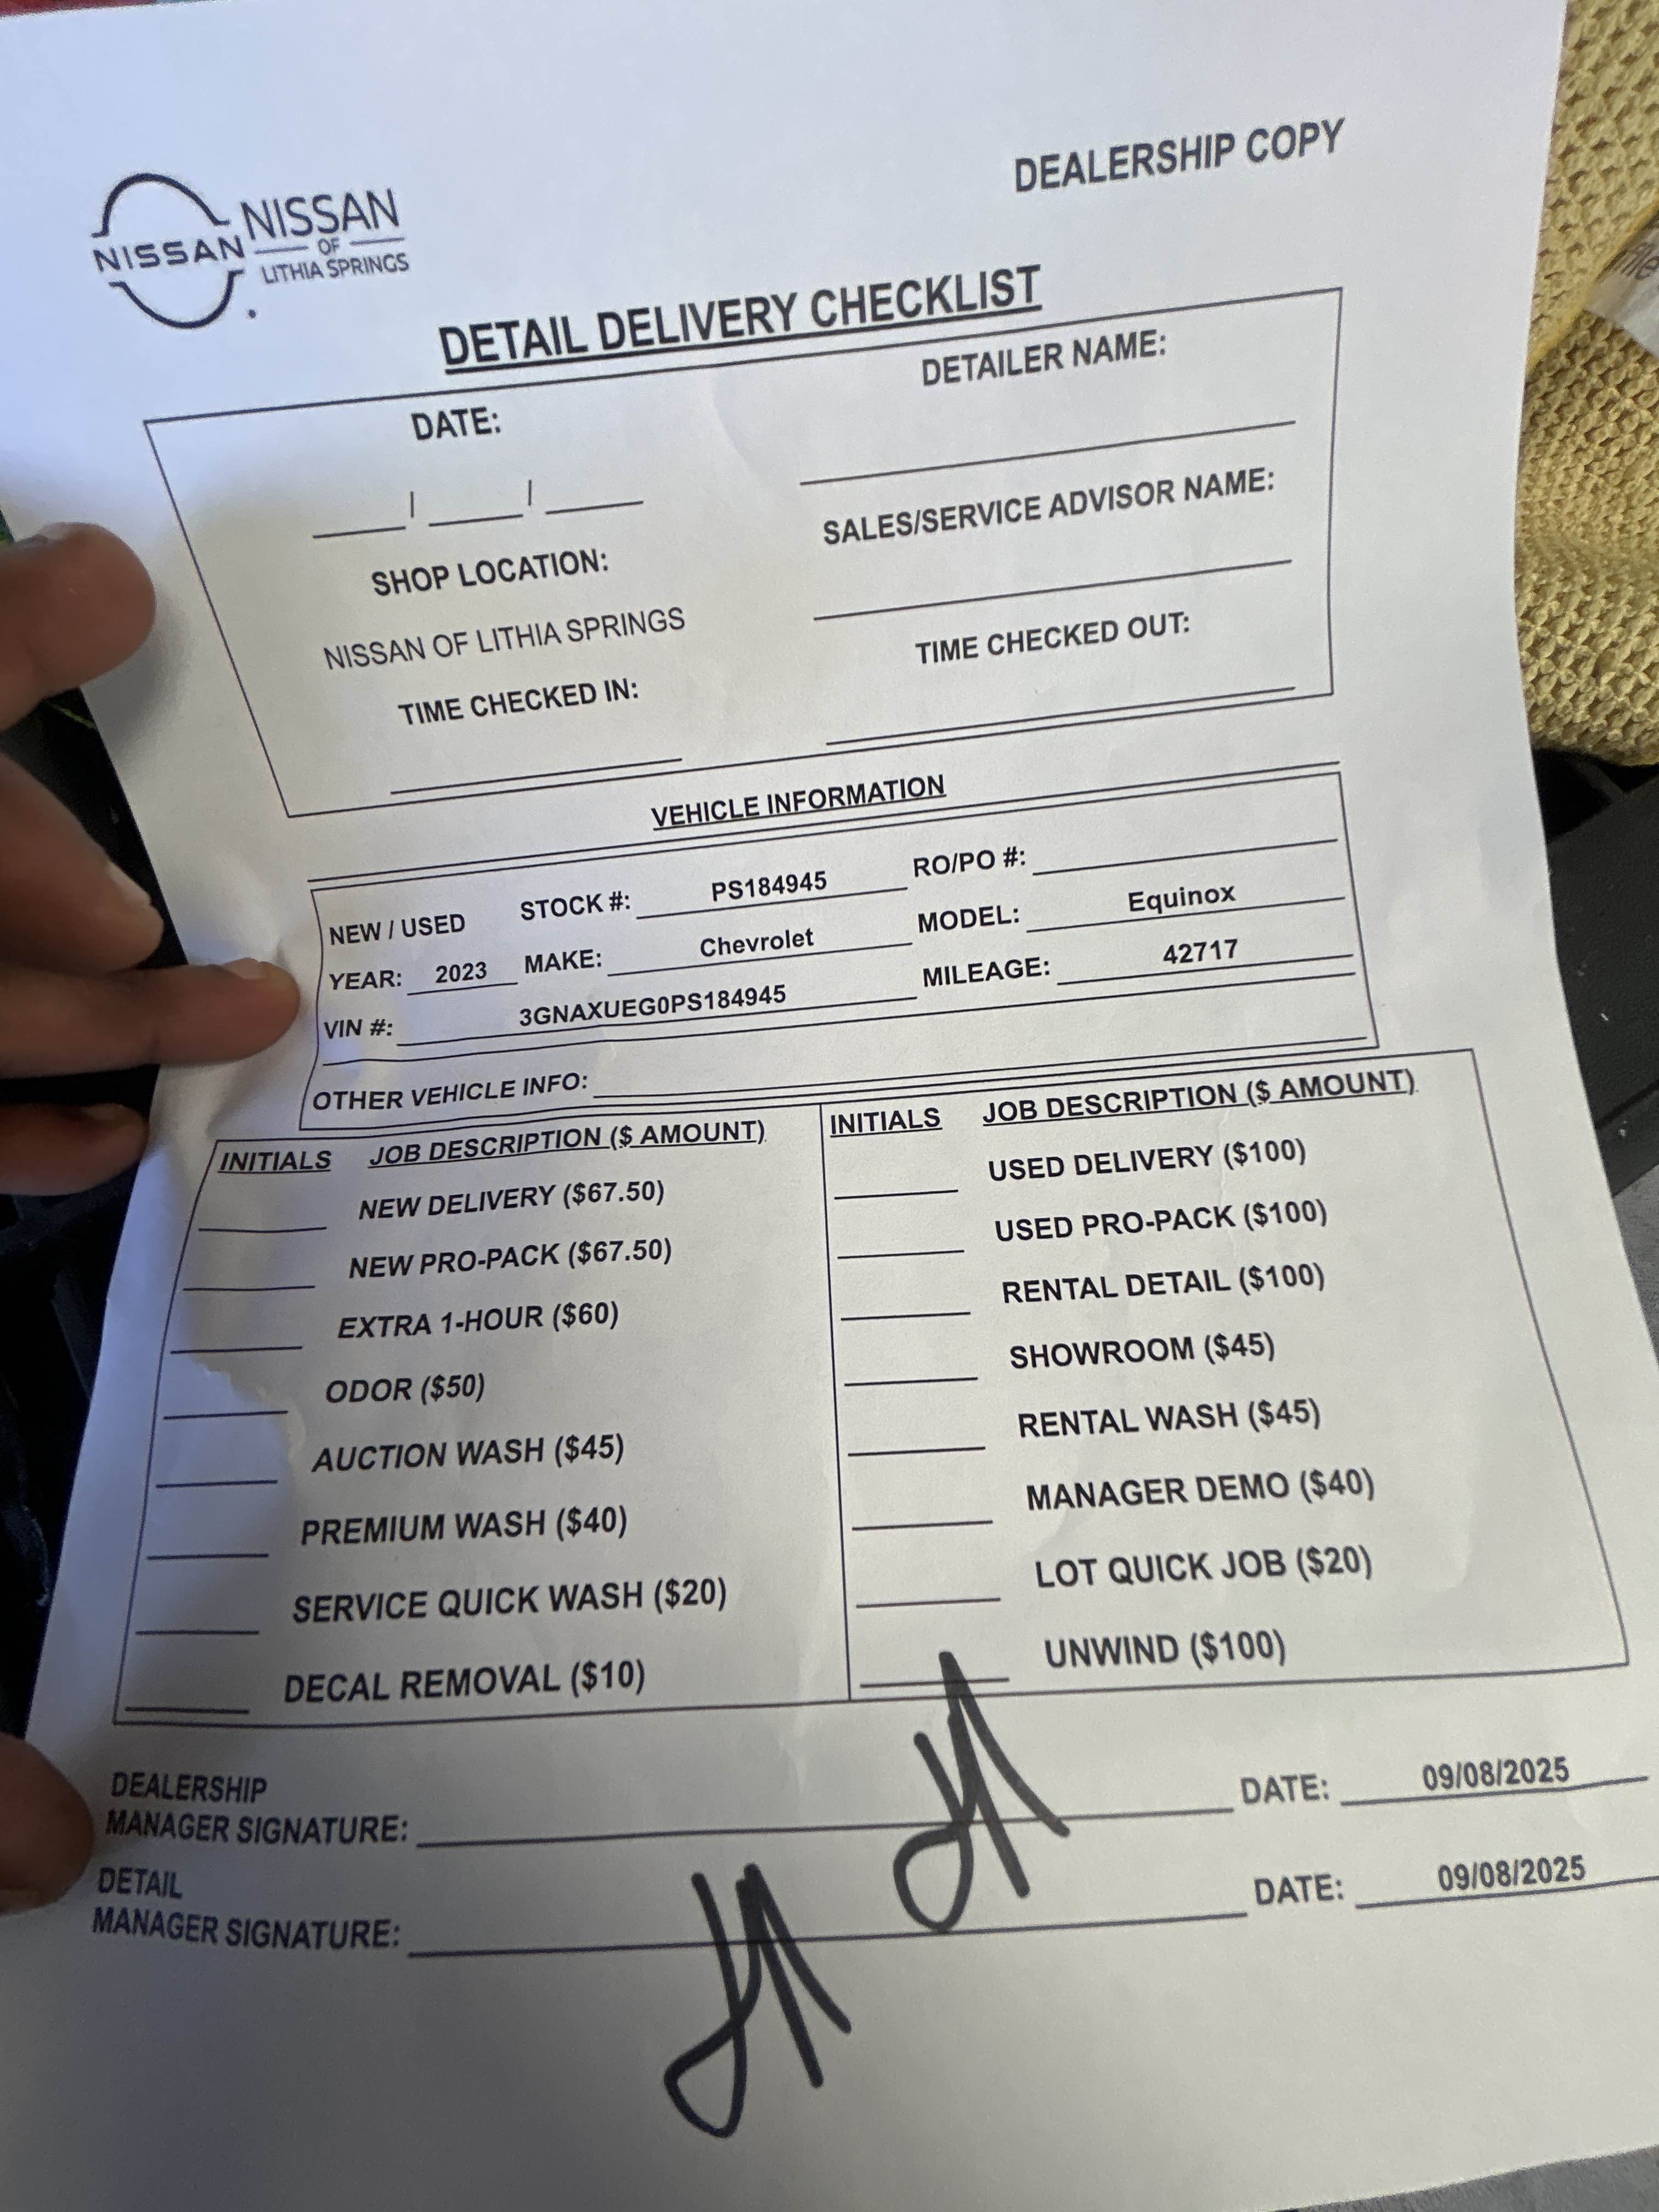 DEALERSHIP COPY
NISSAN
NISSAN
OF
LITHIA SPRINGS
DETAIL DELIVERY CHECKLIST
DATE:
DETAILER NAME:
____/____/____
SHOP LOCATION:
SALES/SERVICE ADVISOR NAME:
NISSAN OF LITHIA SPRINGS
TIME CHECKED IN:
TIME CHECKED OUT:
VEHICLE INFORMATION
NEW / USED STOCK #: PS184945 RO/PO #:
YEAR: 2023 MAKE: Chevrolet MODEL: Equinox
VIN #: 3GNAXUEG0PS184945 MILEAGE: 42717
OTHER VEHICLE INFO:
INITIALS JOB DESCRIPTION ($ AMOUNT)
NEW DELIVERY ($67.50)
NEW PRO-PACK ($67.50)
EXTRA 1-HOUR ($60)
ODOR ($50)
AUCTION WASH ($45)
PREMIUM WASH ($40)
SERVICE QUICK WASH ($20)
DECAL REMOVAL ($10)
INITIALS JOB DESCRIPTION ($ AMOUNT)
USED DELIVERY ($100)
USED PRO-PACK ($100)
RENTAL DETAIL ($100)
SHOWROOM ($45)
RENTAL WASH ($45)
MANAGER DEMO ($40)
LOT QUICK JOB ($20)
UNWIND ($100)
DEALERSHIP
MANAGER SIGNATURE: DATE: 09/08/2025
DETAIL
MANAGER SIGNATURE: DATE: 09/08/2025